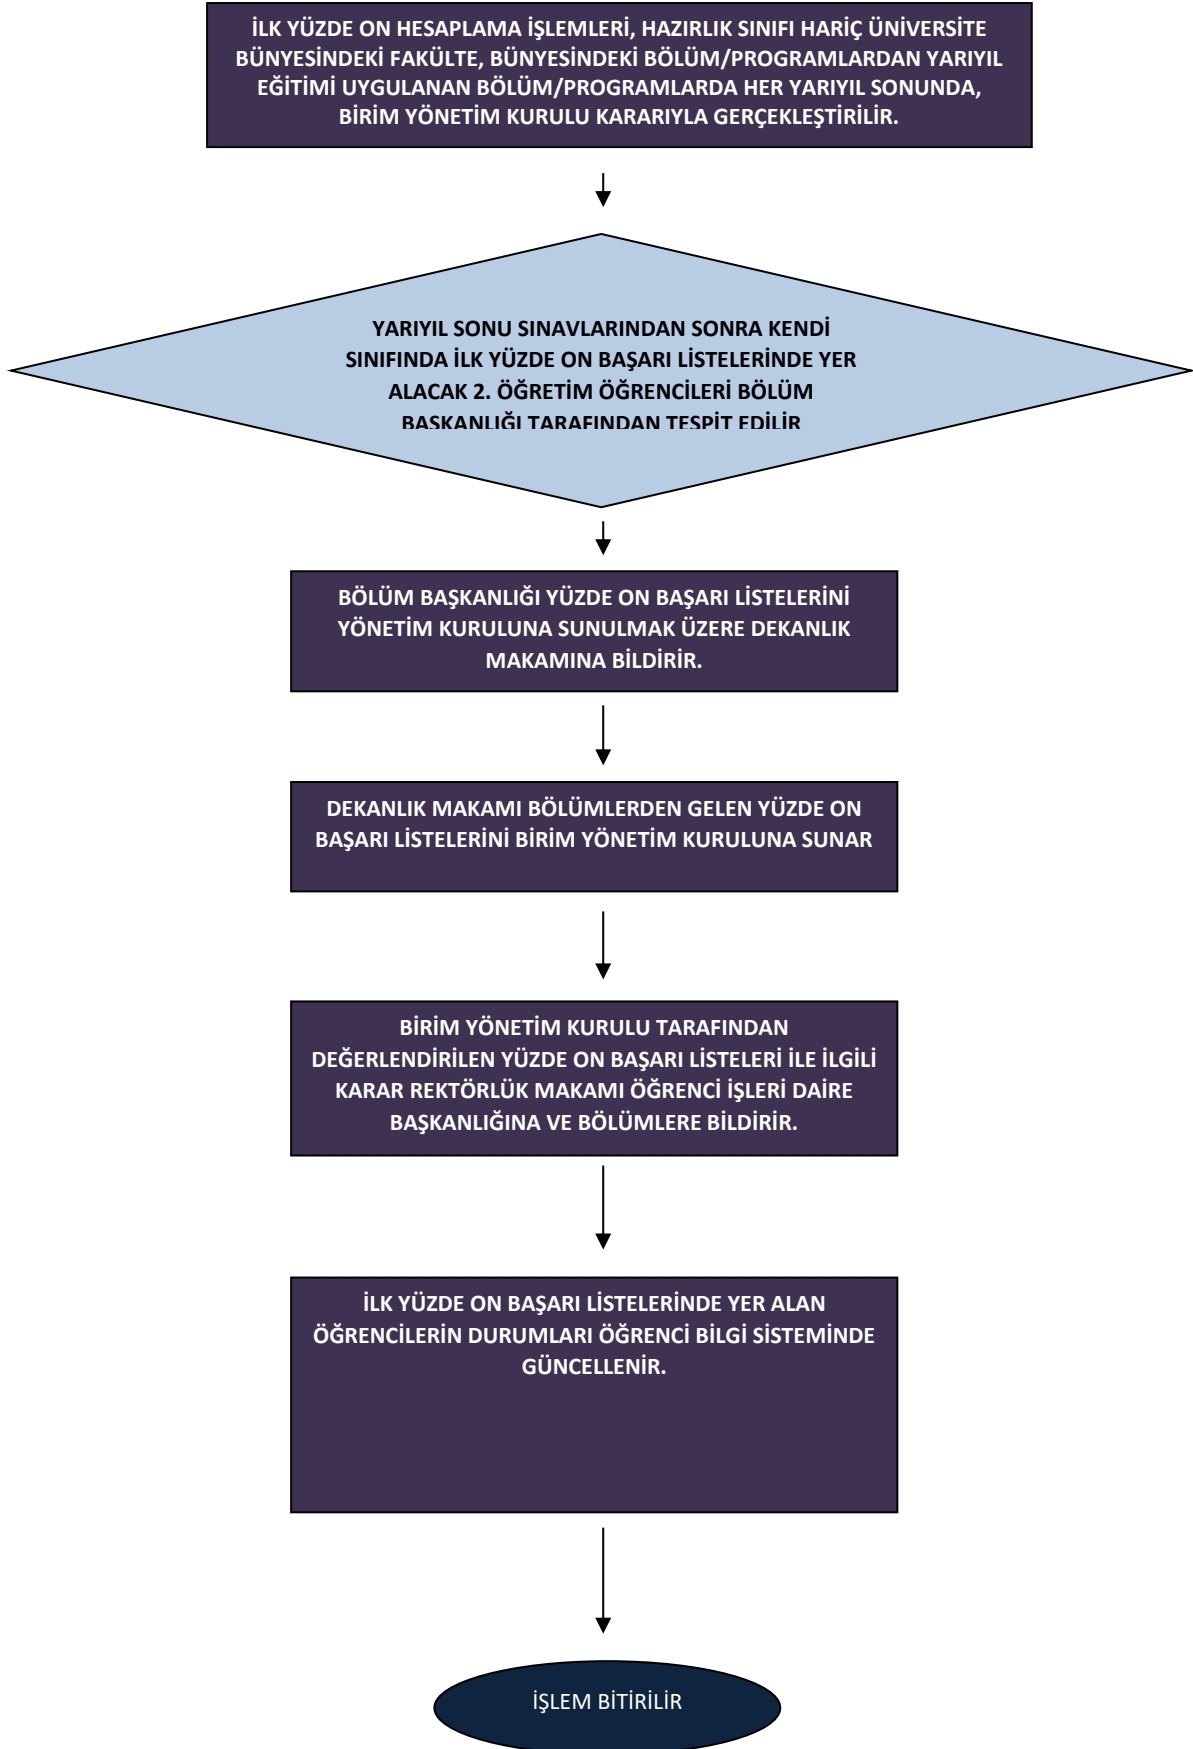 İLK YÜZDE ON HESAPLAMA İŞLEMLERİ, HAZIRLIK SINIFI HARİÇ ÜNİVERSİTE
BÜNYESİNDEKİ FAKÜLTE, BÜNYESİNDEKİ BÖLÜM/PROGRAMLARDAN YARIYIL
EĞİTİMİ UYGULANAN BÖLÜM/PROGRAMLARDA HER YARIYIL SONUNDA,
BİRİM YÖNETİM KURULU KARARIYLA GERÇEKLEŞTİRİLİR.
YARIYIL SONU SINAVLARINDAN SONRA KENDİ
SINIFINDA İLK YÜZDE ON BAŞARI LİSTELERİNDE YER
ALACAK 2. ÖĞRETİM ÖĞRENCİLERİ BÖLÜM
BAŞKANLIĞI TARAFINDAN TESPİT EDİLİR
BÖLÜM BAŞKANLIĞI YÜZDE ON BAŞARI LİSTELERİNİ
YÖNETİM KURULUNA SUNULMAK ÜZERE DEKANLIK
MAKAMINA BİLDİRİR.
DEKANLIK MAKAMI BÖLÜMLERDEN GELEN YÜZDE ON
BAŞARI LİSTELERİNİ BİRİM YÖNETİM KURULUNA SUNAR
BİRİM YÖNETİM KURULU TARAFINDAN
DEĞERLENDİRİLEN YÜZDE ON BAŞARI LİSTELERİ İLE İLGİLİ
KARAR REKTÖRLÜK MAKAMI ÖĞRENCİ İŞLERİ DAİRE
BAŞKANLIĞINA VE BÖLÜMLERE BİLDİRİR.
İLK YÜZDE ON BAŞARI LİSTELERİNDE YER ALAN
ÖĞRENCİLERİN DURUMLARI ÖĞRENCİ BİLGİ SİSTEMİNDE
GÜNCELLENİR.
İŞLEM BİTİRİLİR